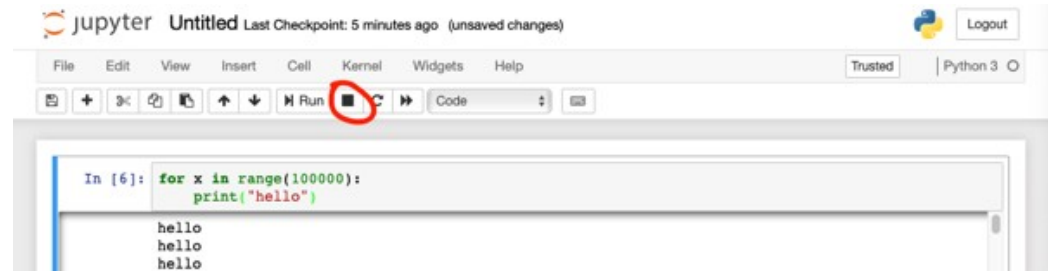 jupyter Untitled Last Checkpoint: 5 minutes ago (unsaved changes) Logout
File Edit View Insert Cell Kernel Widgets Help Trusted Python 3
Run Code
In [6]: for x in range(100000):
print("hello")
hello
hello
hello